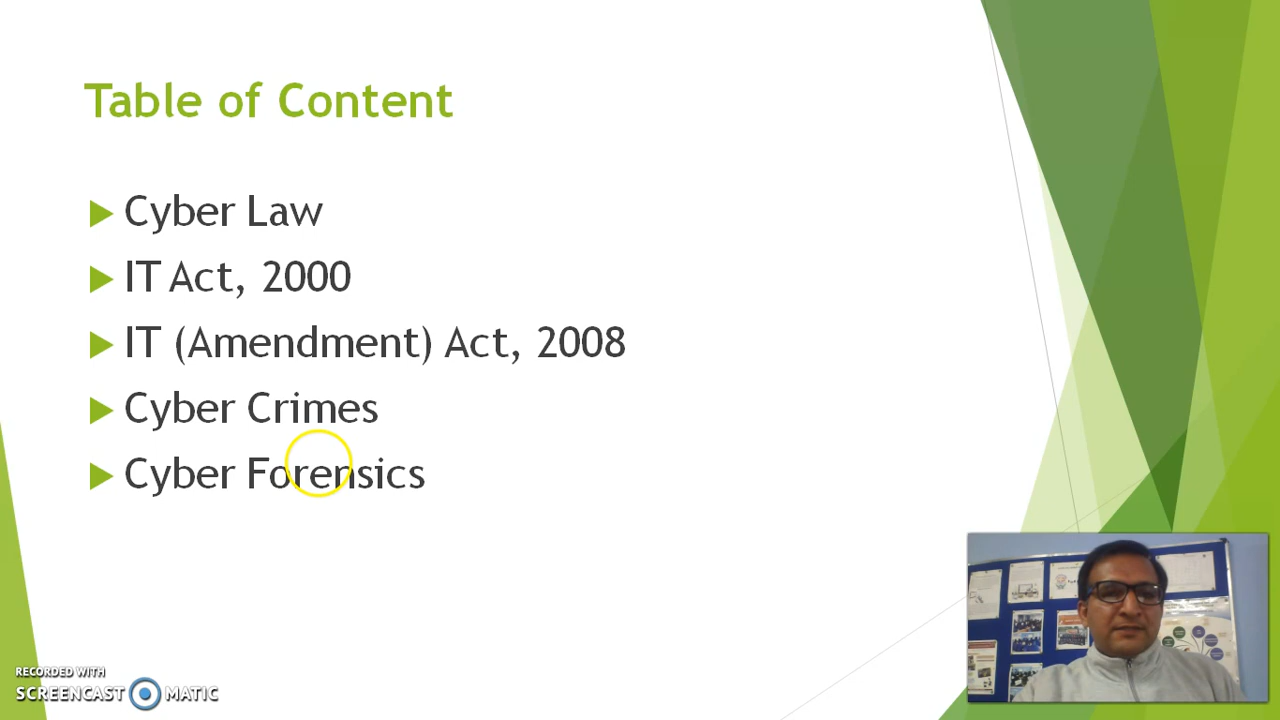 Table of Content
Cyber Law
IT Act, 2000
IT (Amendment) Act, 2008
Cyber Crimes
Cyber Forensics
RECORDED WITH
SCREENCAST MATIC